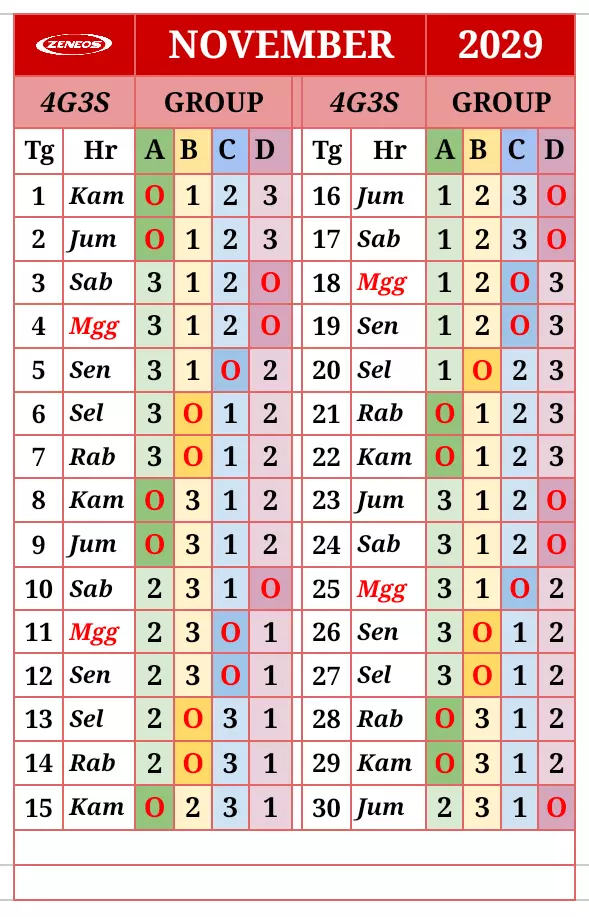 ZENEOS NOVEMBER 2029
4G3S GROUP 4G3S GROUP
Tg Hr A B C D Tg Hr A B C D
1 Kam O 1 2 3 16 Jum 1 2 3 O
2 Jum O 1 2 3 17 Sab 1 2 3 O
3 Sab 3 1 2 O 18 Mgg 1 2 O 3
4 Mgg 3 1 2 O 19 Sen 1 2 O 3
5 Sen 3 1 O 2 20 Sel 1 O 2 3
6 Sel 3 O 1 2 21 Rab O 1 2 3
7 Rab 3 O 1 2 22 Kam O 1 2 3
8 Kam O 3 1 2 23 Jum 3 1 2 O
9 Jum O 3 1 2 24 Sab 3 1 2 O
10 Sab 2 3 1 O 25 Mgg 3 1 O 2
11 Mgg 2 3 O 1 26 Sen 3 O 1 2
12 Sen 2 3 O 1 27 Sel 3 O 1 2
13 Sel 2 O 3 1 28 Rab O 3 1 2
14 Rab 2 O 3 1 29 Kam O 3 1 2
15 Kam O 2 3 1 30 Jum 2 3 1 O